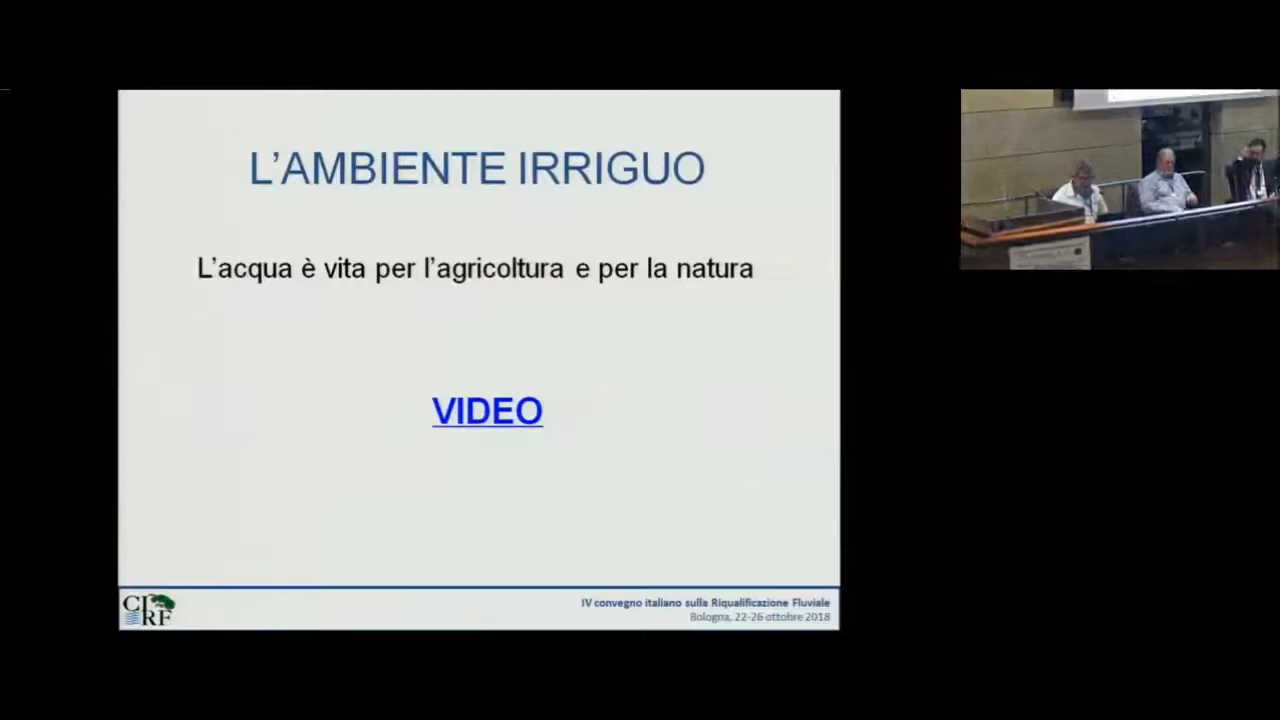 L'AMBIENTE IRRIGUO
L'acqua è vita per l'agricoltura e per la natura
VIDEO
CIRF
IV convegno italiano sulla Riqualificazione Fluviale
Bologna, 22-26 ottobre 2018